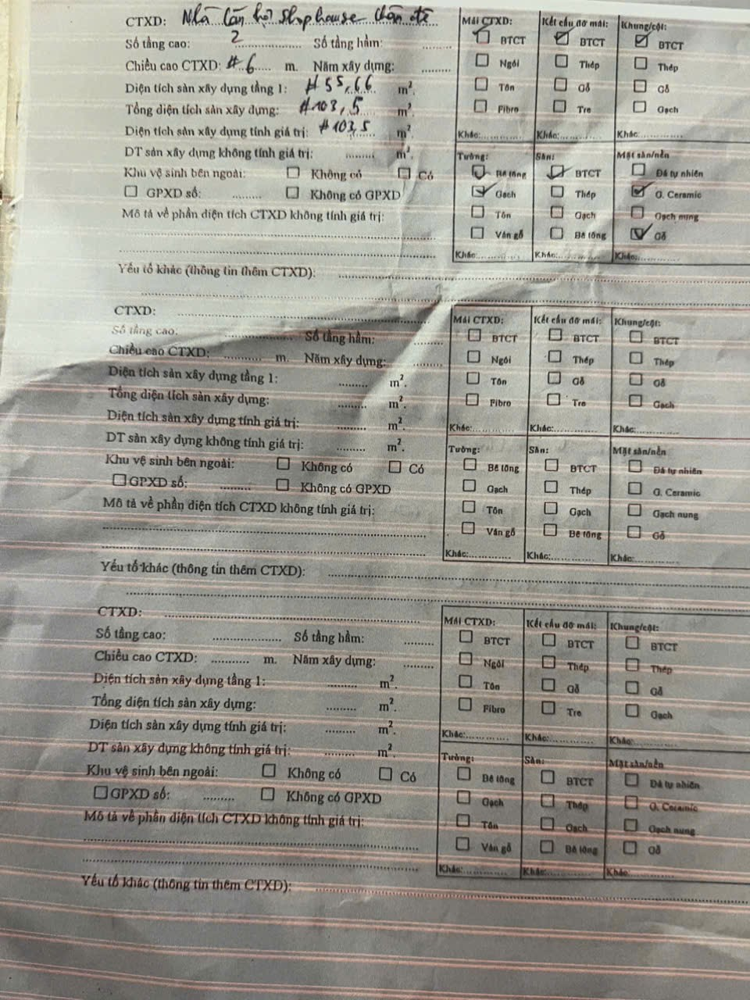 CTXD: Nhà Căn hộ shophouse chân đế
Số tầng cao: 2 Số tầng hầm: ........
Chiều cao CTXD: # 6 m. Năm xây dựng: ........
Diện tích sàn xây dựng tầng 1: # 55,66 m².
Tổng diện tích sàn xây dựng: #103,5 m².
Diện tích sàn xây dựng tính giá trị: #103,5 m².
DT sàn xây dựng không tính giá trị: ........ m².
Khu vệ sinh bên ngoài: ☐ Không có ☐ Có
☐ GPXD số: ........ ☐ Không có GPXD
Mô tả về phần diện tích CTXD không tính giá trị:
Yếu tố khác (thông tin thêm CTXD):
Mái CTXD: Kết cấu đỡ mái: Khung/cột:
☑ BTCT ☑ BTCT ☑ BTCT
☐ Ngói ☐ Thép ☐ Thép
☐ Tôn ☐ Gỗ ☐ Gỗ
☐ Fibro ☐ Tre ☐ Gạch
Khác:............ Khác:............ Khác:............
Tường: Sàn: Mặt sàn/nền
☑ Bê tông ☑ BTCT ☐ Đá tự nhiên
☑ Gạch ☐ Thép ☑ G. Ceramic
☐ Tôn ☐ Gạch ☐ Gạch nung
☐ Ván gỗ ☐ Bê tông ☑ Gỗ
Khác:............ Khác:............ Khác:............
CTXD:
Số tầng cao: ........ Số tầng hầm: ........
Chiều cao CTXD: ........ m. Năm xây dựng: ........
Diện tích sàn xây dựng tầng 1: ........ m².
Tổng diện tích sàn xây dựng: ........ m².
Diện tích sàn xây dựng tính giá trị: ........ m².
DT sàn xây dựng không tính giá trị: ........ m².
Khu vệ sinh bên ngoài: ☐ Không có ☐ Có
☐ GPXD số: ........ ☐ Không có GPXD
Mô tả về phần diện tích CTXD không tính giá trị:
Yếu tố khác (thông tin thêm CTXD):
Mái CTXD: Kết cấu đỡ mái: Khung/cột:
☐ BTCT ☐ BTCT ☐ BTCT
☐ Ngói ☐ Thép ☐ Thép
☐ Tôn ☐ Gỗ ☐ Gỗ
☐ Fibro ☐ Tre ☐ Gạch
Khác:............ Khác:............ Khác:............
Tường: Sàn: Mặt sàn/nền
☐ Bê tông ☐ BTCT ☐ Đá tự nhiên
☐ Gạch ☐ Thép ☐ G. Ceramic
☐ Tôn ☐ Gạch ☐ Gạch nung
☐ Ván gỗ ☐ Bê tông ☐ Gỗ
Khác:............ Khác:............ Khác:............
CTXD:
Số tầng cao: ........ Số tầng hầm: ........
Chiều cao CTXD: ........ m. Năm xây dựng: ........
Diện tích sàn xây dựng tầng 1: ........ m².
Tổng diện tích sàn xây dựng: ........ m².
Diện tích sàn xây dựng tính giá trị: ........ m².
DT sàn xây dựng không tính giá trị: ........ m².
Khu vệ sinh bên ngoài: ☐ Không có ☐ Có
☐ GPXD số: ........ ☐ Không có GPXD
Mô tả về phần diện tích CTXD không tính giá trị:
Yếu tố khác (thông tin thêm CTXD):
Mái CTXD: Kết cấu đỡ mái: Khung/cột:
☐ BTCT ☐ BTCT ☐ BTCT
☐ Ngói ☐ Thép ☐ Thép
☐ Tôn ☐ Gỗ ☐ Gỗ
☐ Fibro ☐ Tre ☐ Gạch
Khác:............ Khác:............ Khác:............
Tường: Sàn: Mặt sàn/nền
☐ Bê tông ☐ BTCT ☐ Đá tự nhiên
☐ Gạch ☐ Thép ☐ G. Ceramic
☐ Tôn ☐ Gạch ☐ Gạch nung
☐ Ván gỗ ☐ Bê tông ☐ Gỗ
Khác:............ Khác:............ Khác: